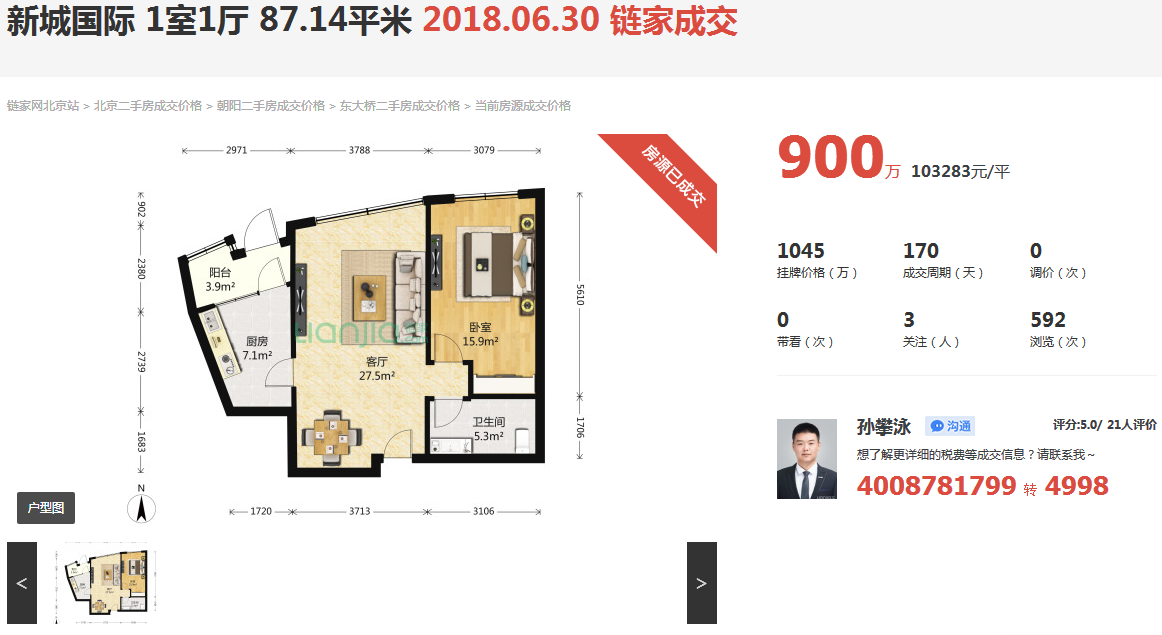 新城国际 1室1厅 87.14平米 2018.06.30 链家成交
链家网北京站 > 北京二手房成交价格 > 朝阳二手房成交价格 > 东大桥二手房成交价格 > 当前房源成交价格
房源已成交
2971 3788 3079
902
2380
2739
1683
5610
1706
阳台
3.9m²
厨房
7.1m²
卧室
15.9m²
客厅
27.5m²
卫生间
5.3m²
Lianjia
N
1720 3713 3106
户型图
< >
900万 103283元/平
1045 170 0
挂牌价格（万） 成交周期（天） 调价（次）
0 3 592
带看（次） 关注（人） 浏览（次）
孙攀泳 沟通 评分:5.0/ 21人评价
想了解更详细的税费等成交信息？请联系我～
4008781799 转 4998